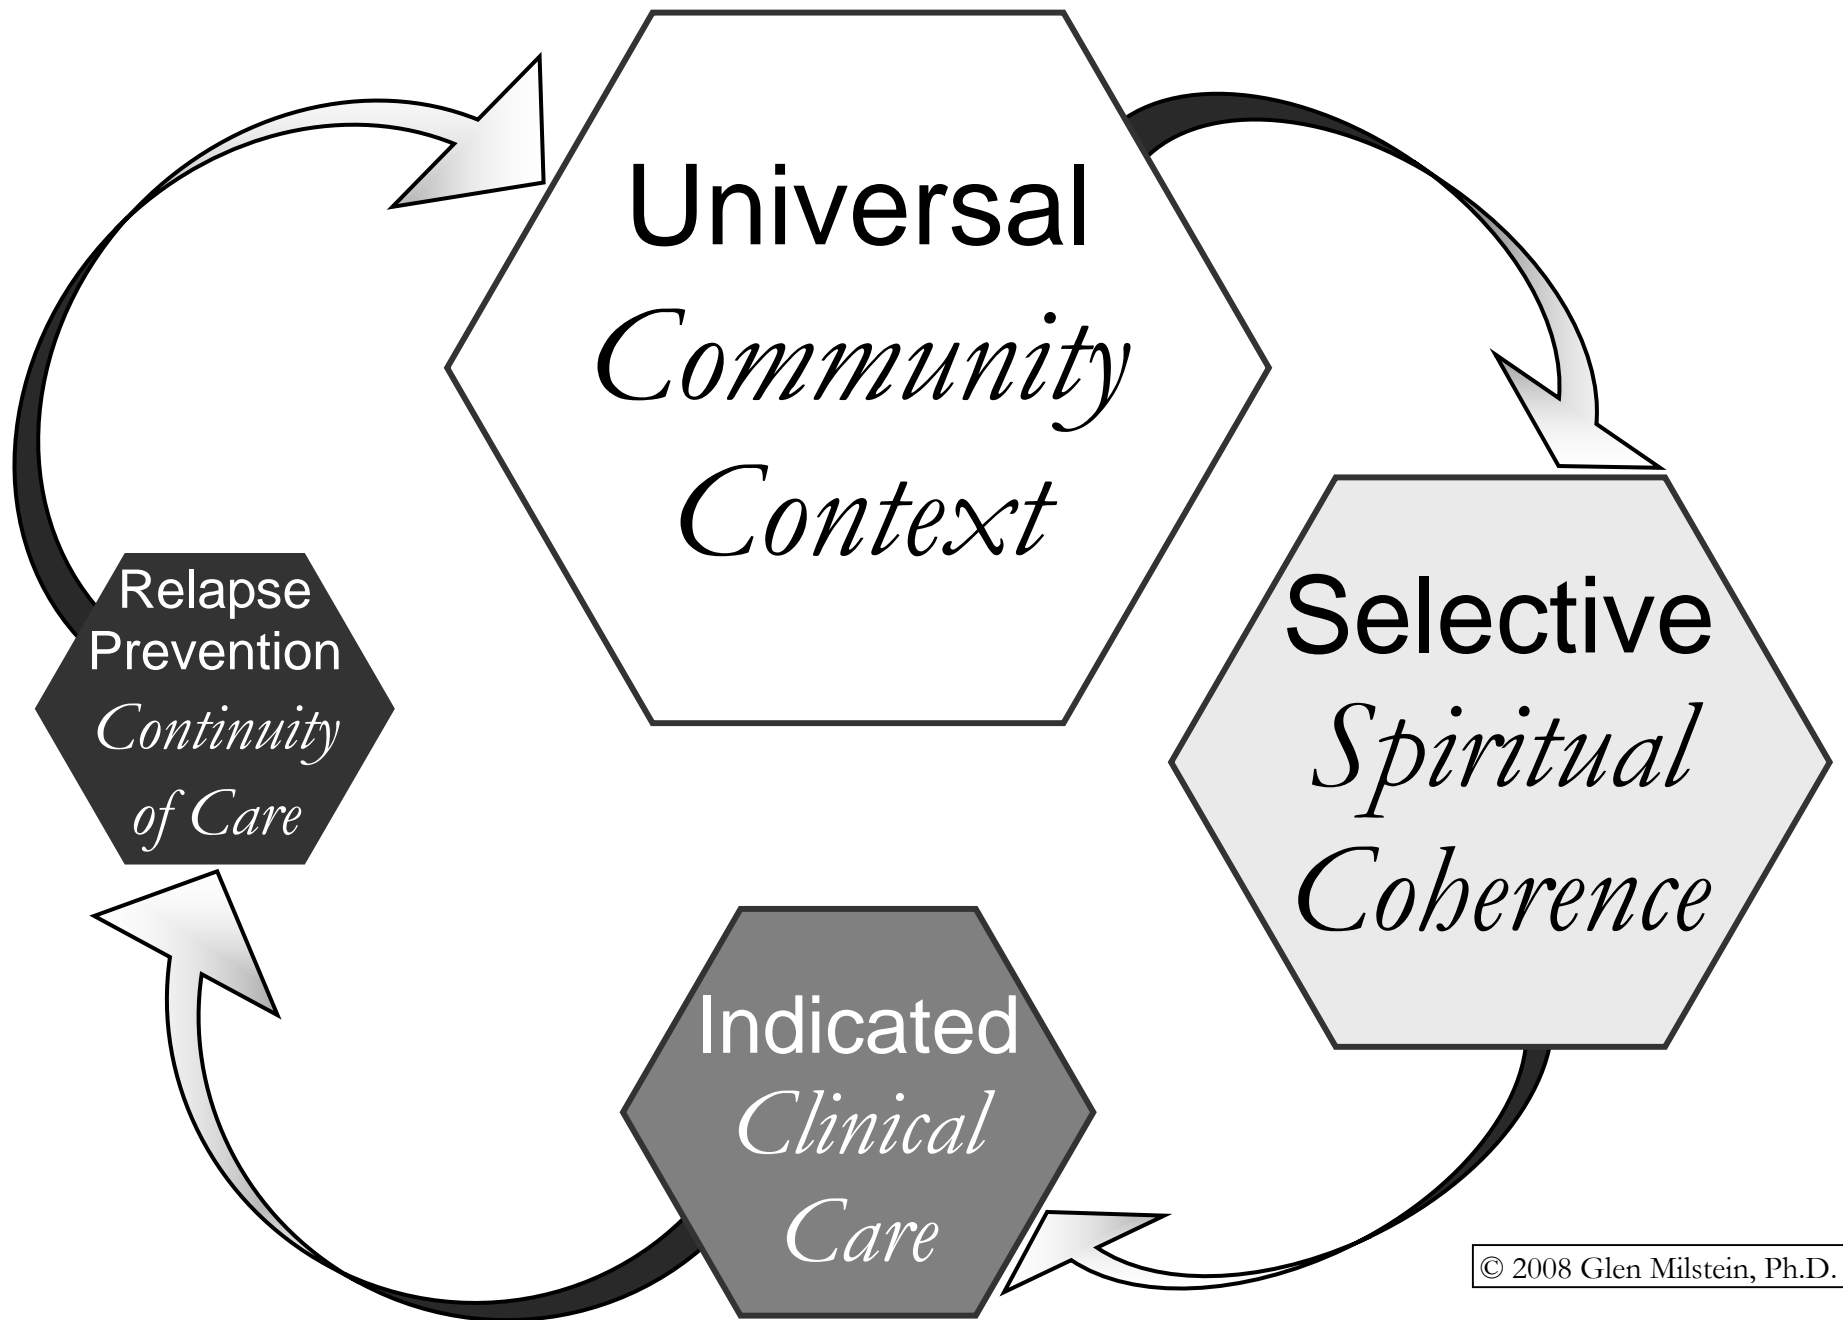 Universal
Community
Context
Selective
Spiritual
Coherence
Indicated
Clinical
Care
Relapse
Prevention
Continuity
of Care
© 2008 Glen Milstein, Ph.D.